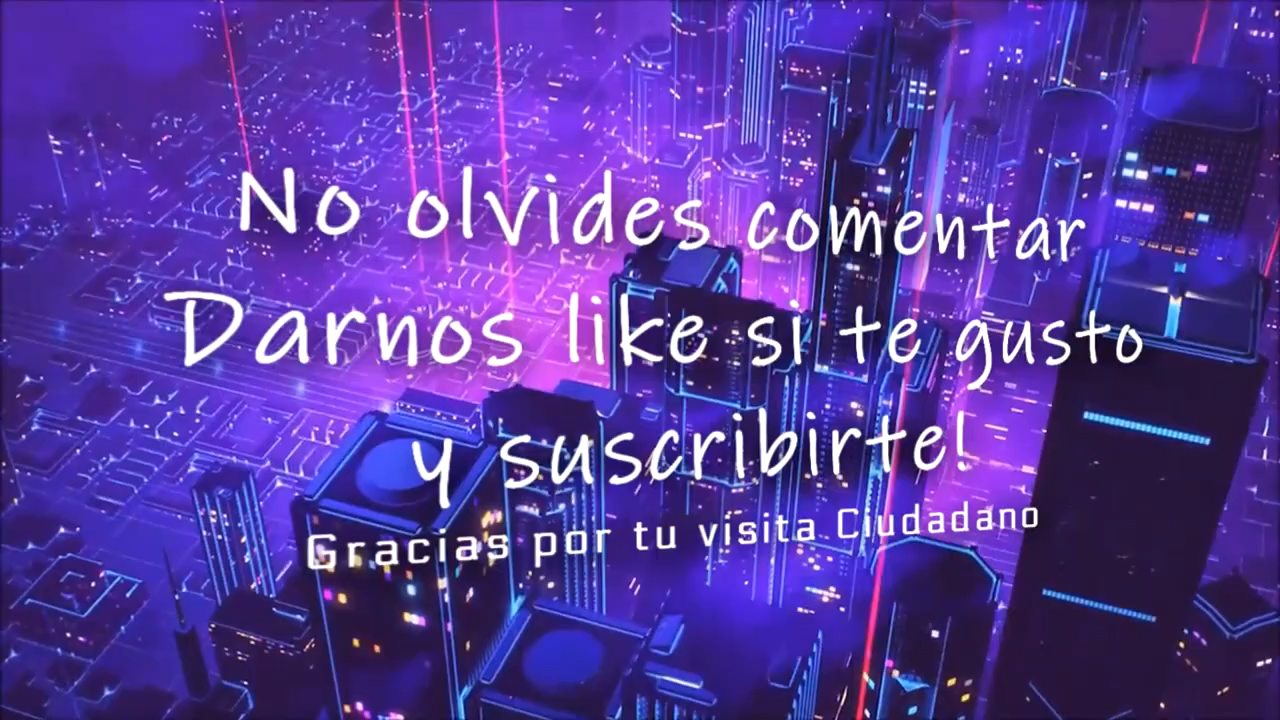 No olvides comentar
Darnos like si te gusto
y suscribirte!
Gracias por tu visita Ciudadano